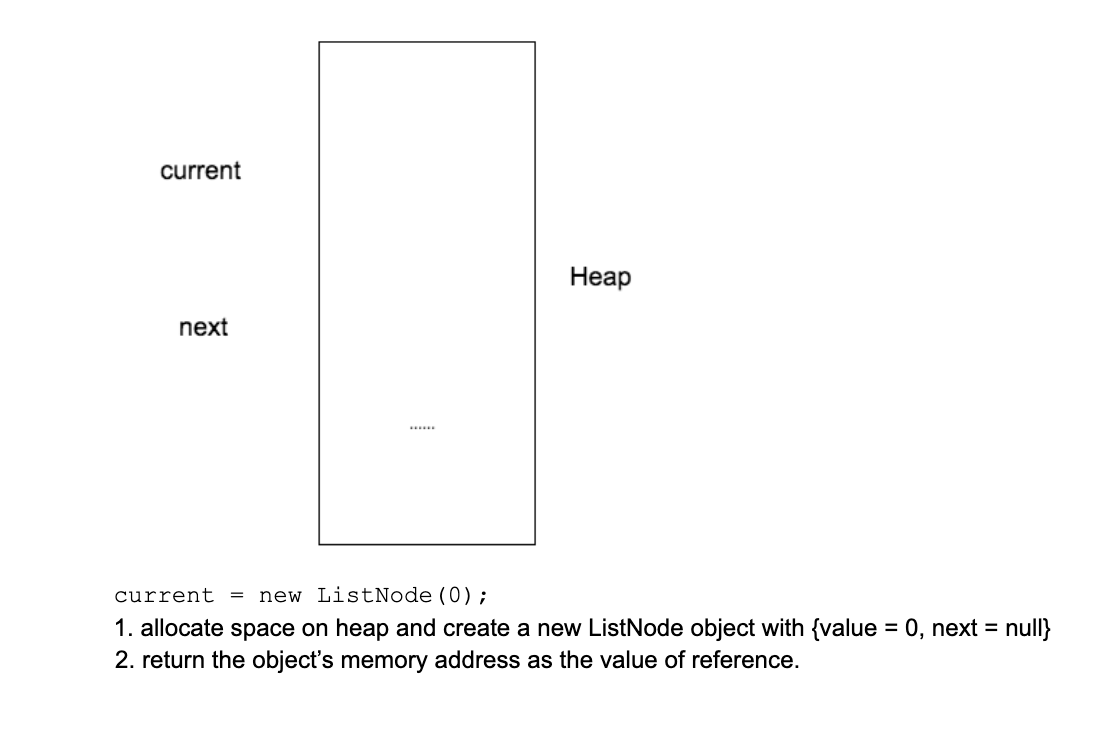 current
Heap
next
......
current = new ListNode(0);
1. allocate space on heap and create a new ListNode object with {value = 0, next = null}
2. return the object’s memory address as the value of reference.